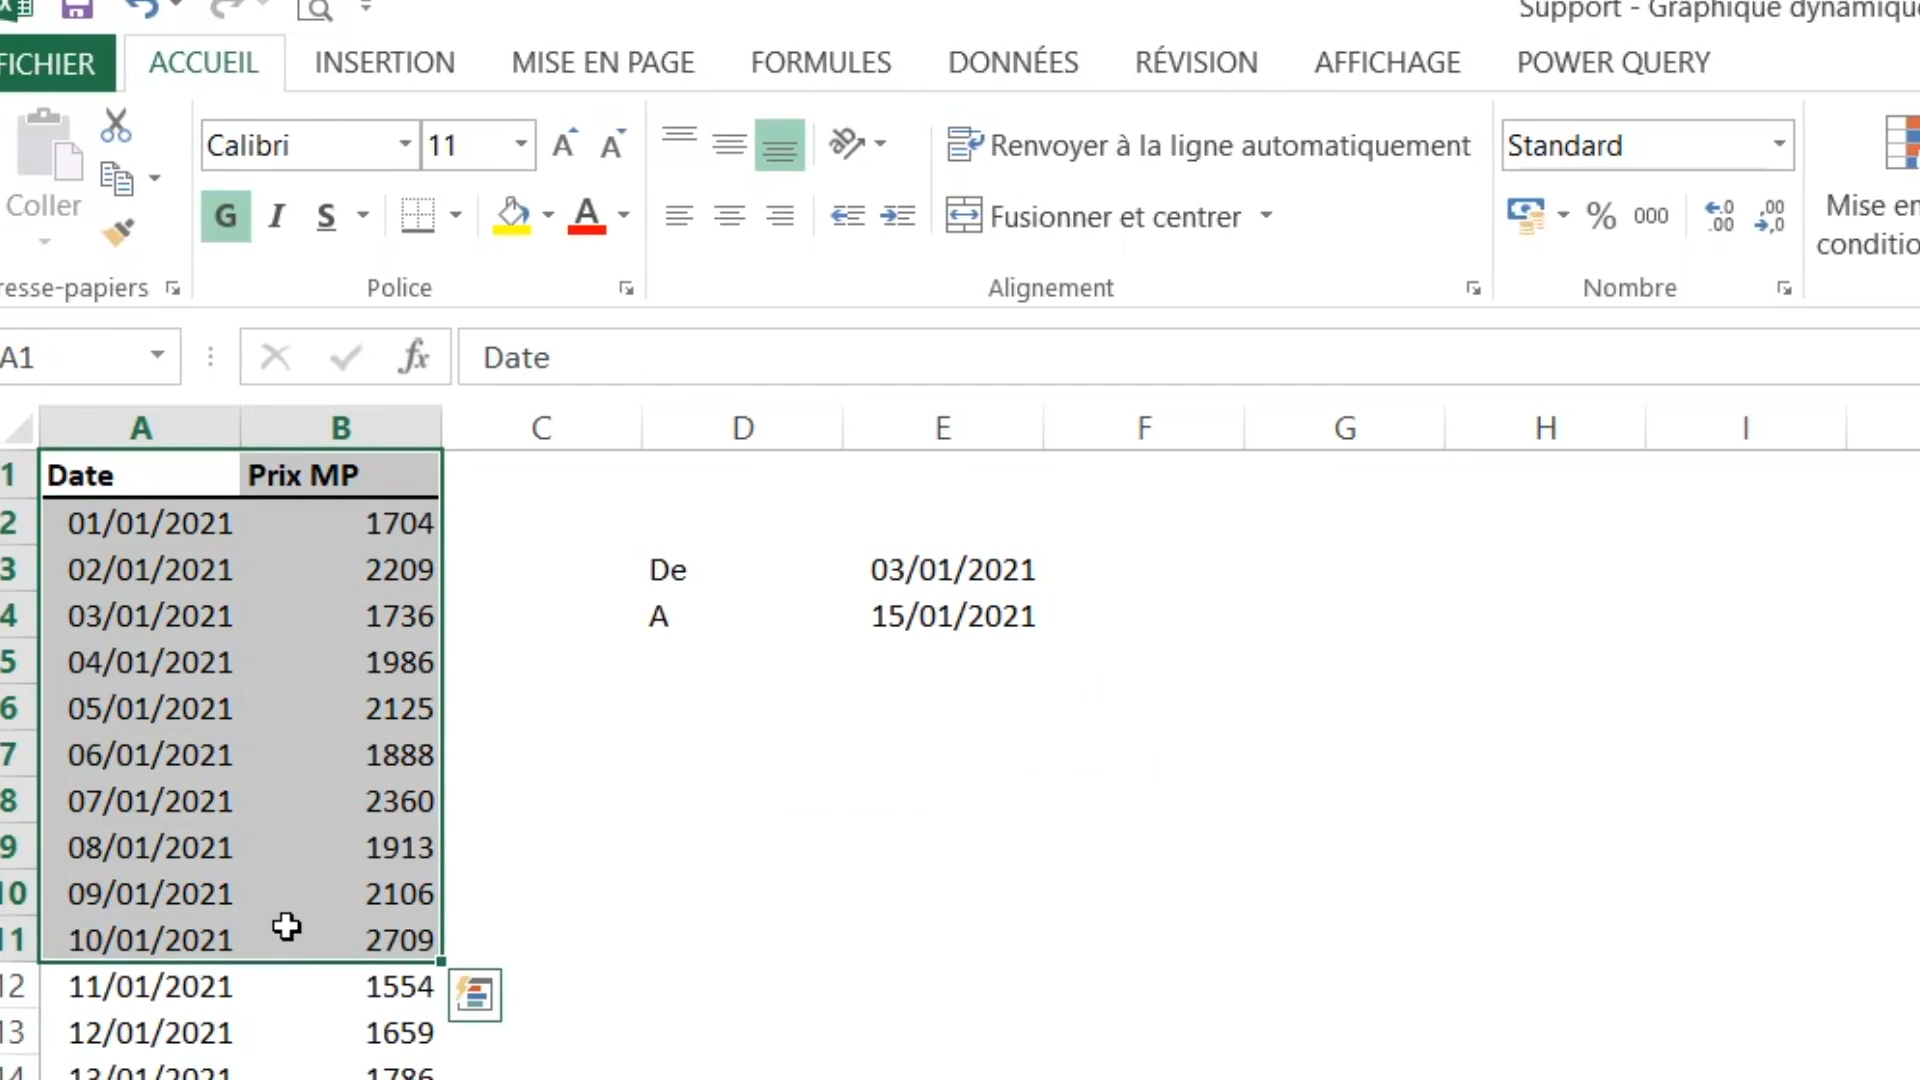 Support - Graphique dynamique
FICHIER ACCUEIL INSERTION MISE EN PAGE FORMULES DONNÉES RÉVISION AFFICHAGE POWER QUERY
Calibri 11 Renvoyer à la ligne automatiquement Standard
Coller G I S Fusionner et centrer % 000 Mise en
conditio
resse-papiers Police Alignement Nombre
A1 fx Date
A B C D E F G H I
1 Date Prix MP
2 01/01/2021 1704
3 02/01/2021 2209 De 03/01/2021
4 03/01/2021 1736 A 15/01/2021
5 04/01/2021 1986
6 05/01/2021 2125
7 06/01/2021 1888
8 07/01/2021 2360
9 08/01/2021 1913
10 09/01/2021 2106
11 10/01/2021 2709
12 11/01/2021 1554
13 12/01/2021 1659
14 13/01/2021 1786